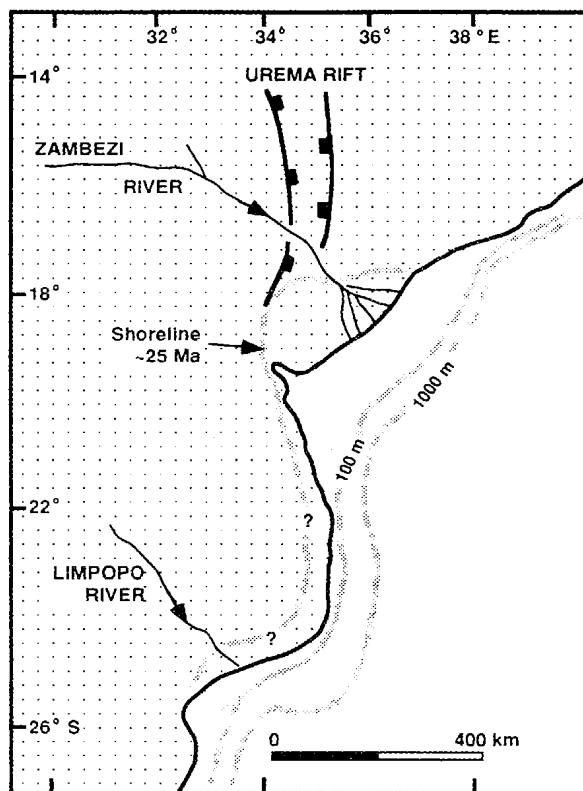 32° 34° 36° 38° E
14°
UREMA RIFT
ZAMBEZI
RIVER
18°
Shoreline
~25 Ma
1000 m
100 m
22°
?
LIMPOPO
RIVER
?
26° S
0 400 km